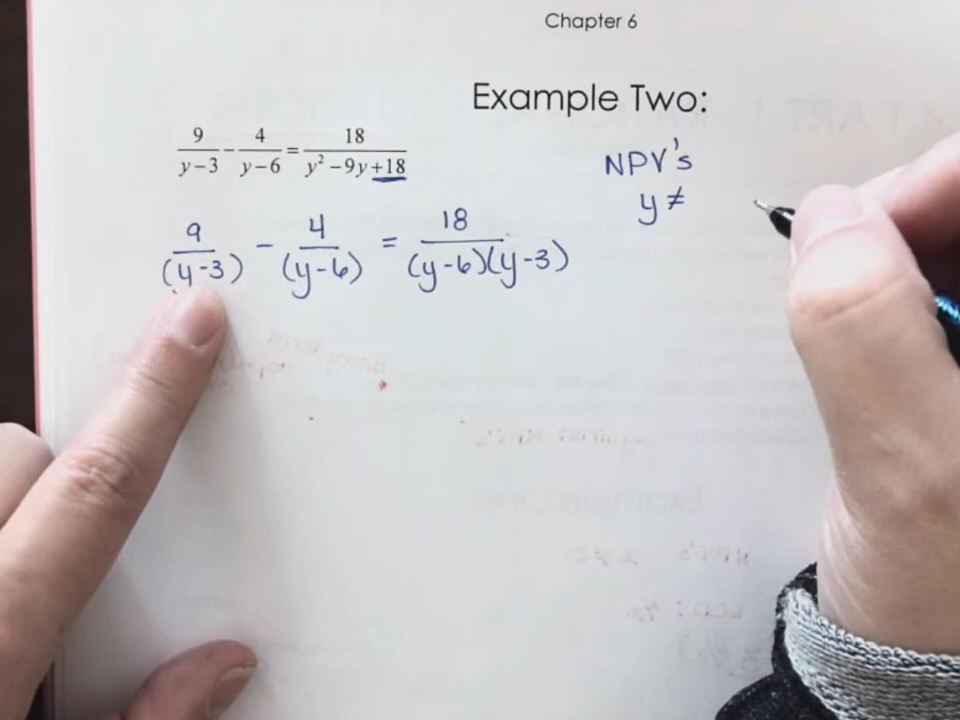 Chapter 6
Example Two:
9/(y−3) − 4/(y−6) = 18/(y²−9y+18)
NPV's
y ≠
9/(y-3) - 4/(y-6) = 18/((y-6)(y-3))